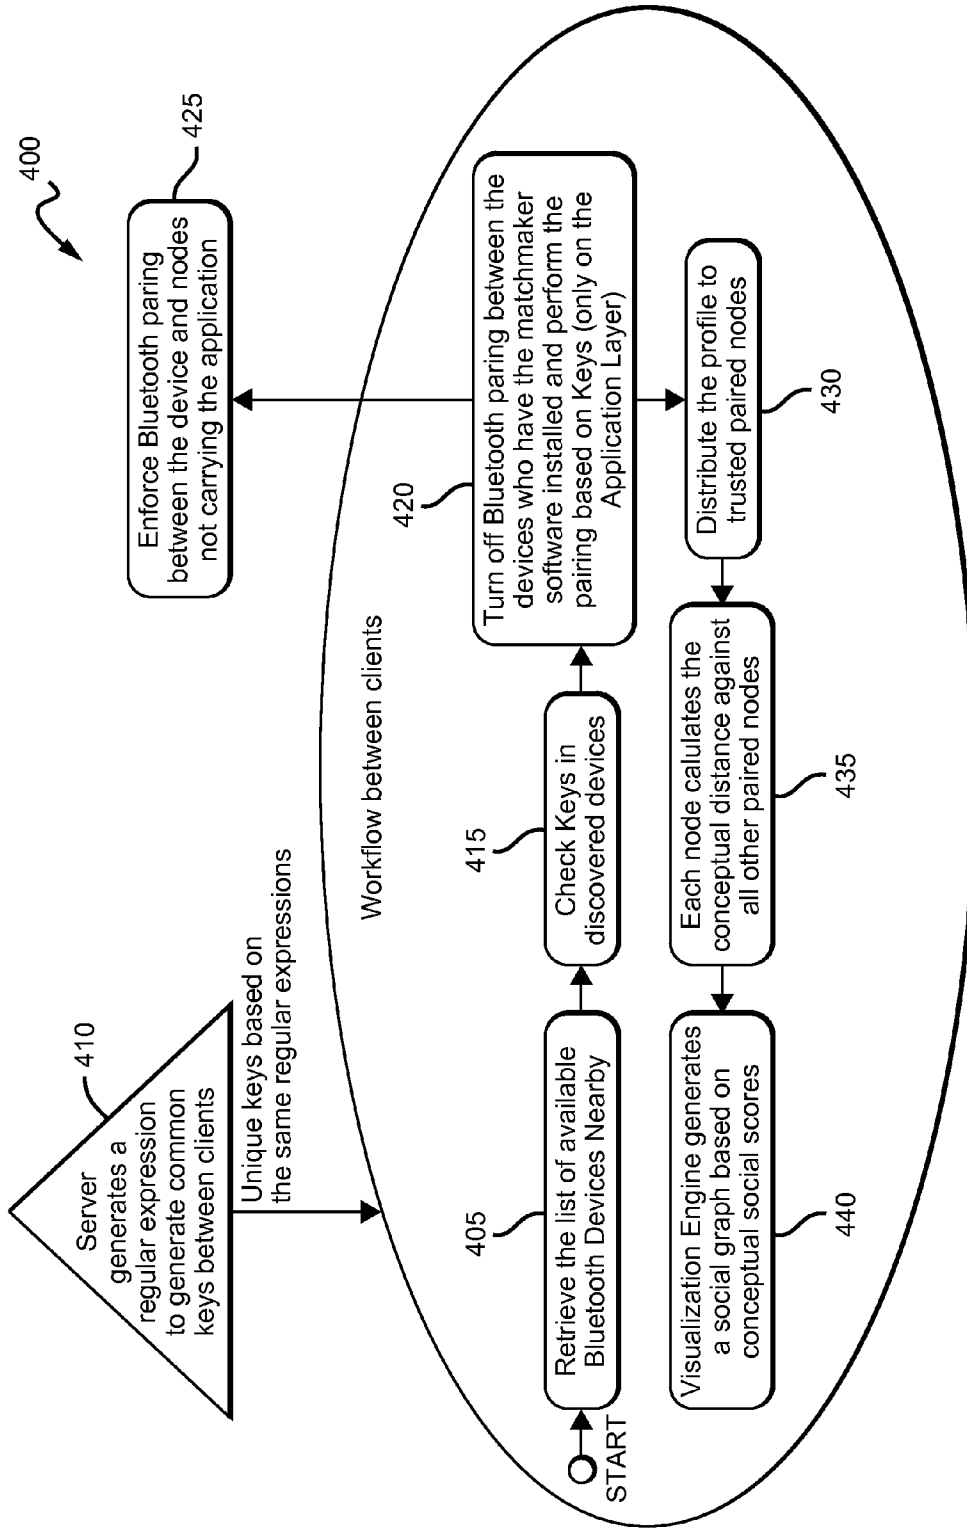 400
Server
generates a
regular expression
to generate common
keys between clients
410
Unique keys based on
the same regular expressions
Enforce Bluetooth paring
between the device and nodes
not carrying the application
425
Workflow between clients
START
Retrieve the list of available
Bluetooth Devices Nearby
405
Check Keys in
discovered devices
415
Turn off Bluetooth paring between the
devices who have the matchmaker
software installed and perform the
pairing based on Keys (only on the
Application Layer)
420
Distribute the profile to
trusted paired nodes
430
Each node calulates the
conceptual distance against
all other paired nodes
435
Visualization Engine generates
a social graph based on
conceptual social scores
440